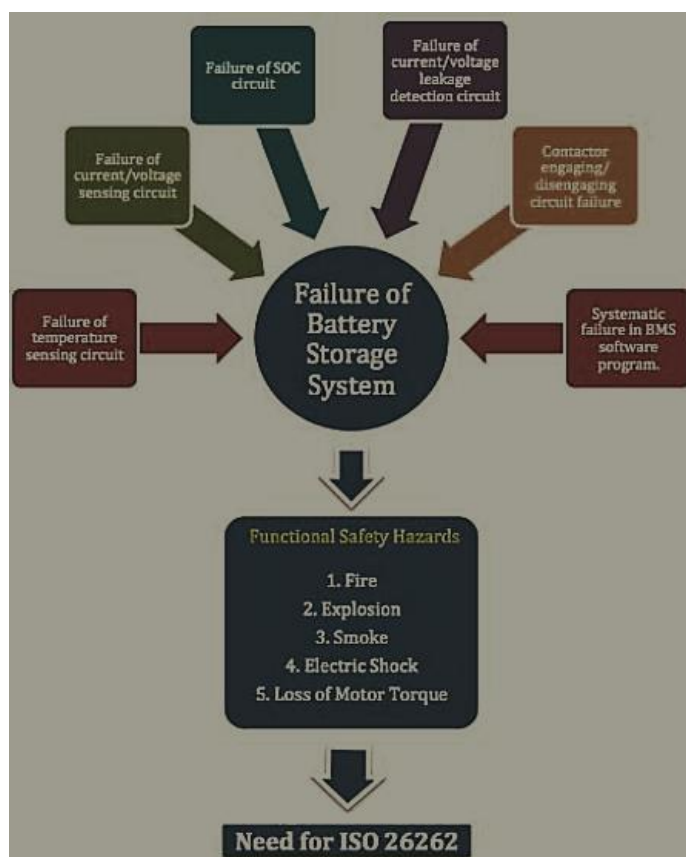 Failure of SOC
circuit
Failure of
current/voltage
leakage
detection circuit
Failure of
current/voltage
sensing circuit
Contactor
engaging/
disengaging
circuit failure
Failure of
temperature
sensing circuit
Failure of
Battery
Storage
System
Systematic
failure in BMS
software
program.
Functional Safety Hazards
1. Fire
2. Explosion
3. Smoke
4. Electric Shock
5. Loss of Motor Torque
Need for ISO 26262